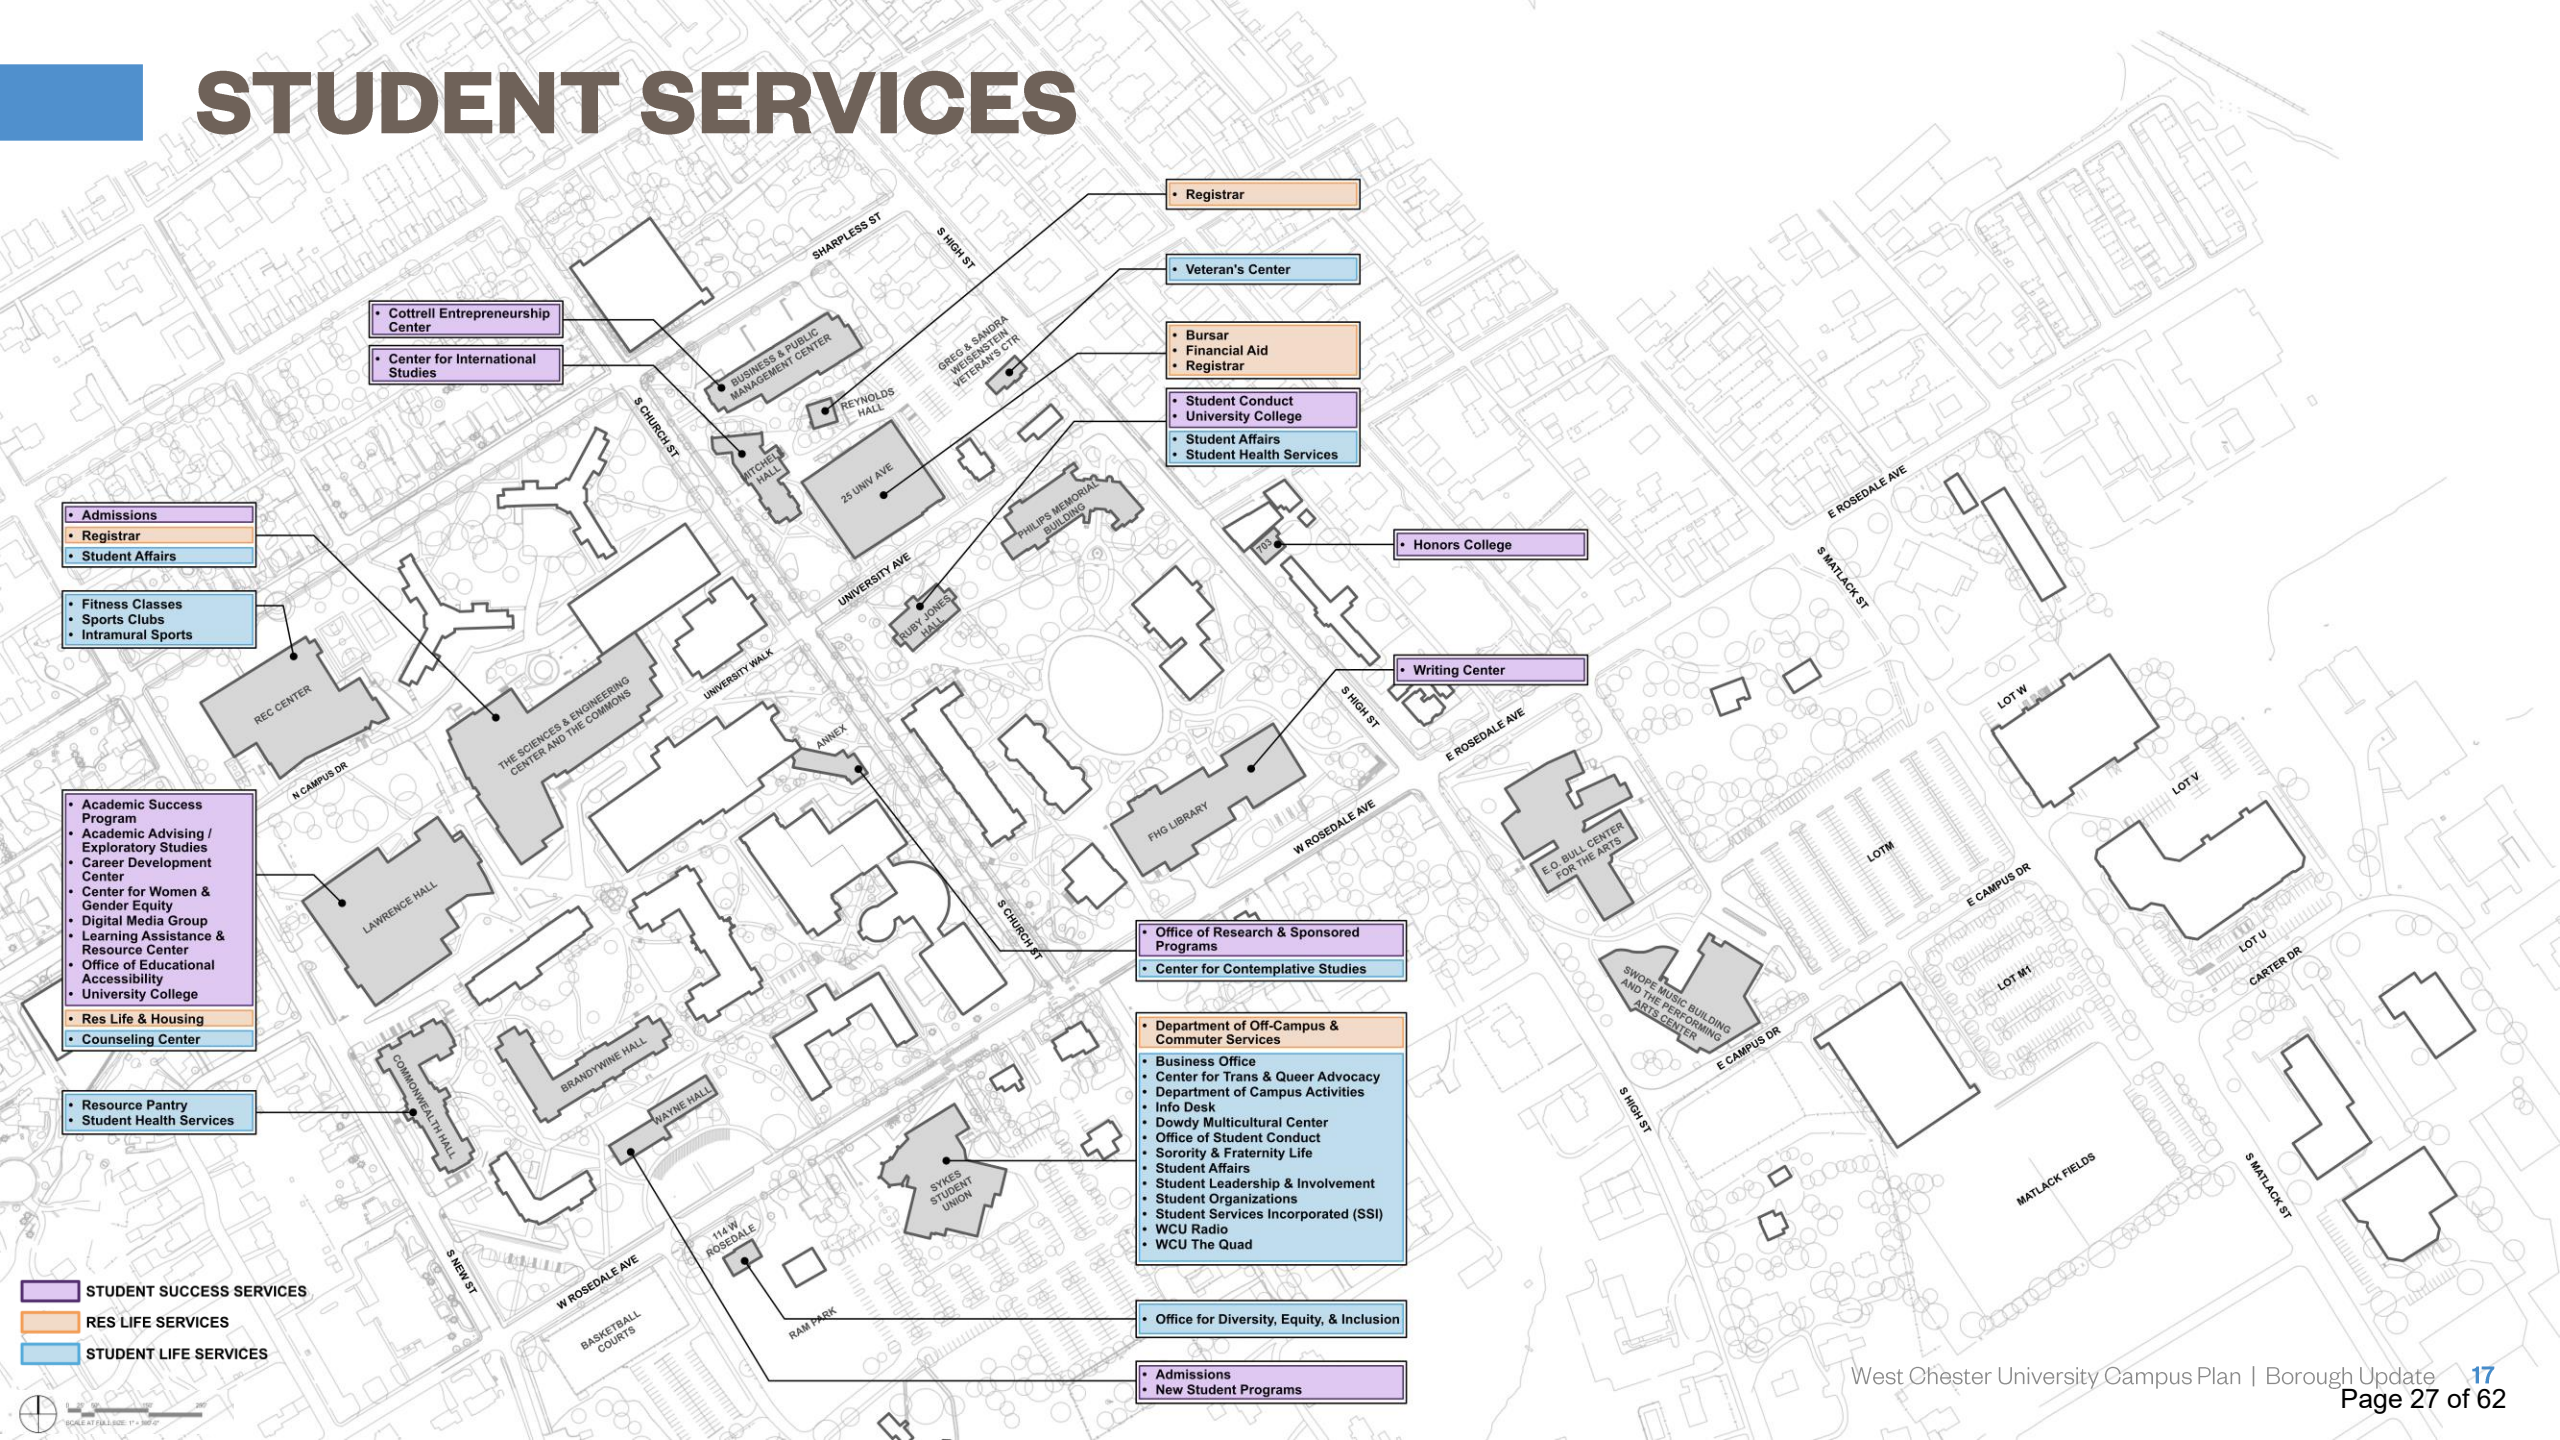 STUDENT SERVICES
• Registrar
• Veteran's Center
• Bursar
• Financial Aid
• Registrar
• Student Conduct
• University College
• Student Affairs
• Student Health Services
• Cottrell Entrepreneurship
Center
• Center for International
Studies
SHARPLESS ST
S HIGH ST
BUSINESS & PUBLIC
MANAGEMENT CENTER
GREG & SANDRA
WEISENSTEIN
VETERAN'S CTR
REYNOLDS
HALL
S CHURCH ST
MITCHELL
HALL
25 UNIV AVE
PHILIPS MEMORIAL
BUILDING
UNIVERSITY AVE
RUBY JONES
HALL
703
• Honors College
• Writing Center
E ROSEDALE AVE
S MATLACK ST
• Admissions
• Registrar
• Student Affairs
• Fitness Classes
• Sports Clubs
• Intramural Sports
REC CENTER
N CAMPUS DR
THE SCIENCES & ENGINEERING
CENTER AND THE COMMONS
UNIVERSITY WALK
ANNEX
S HIGH ST
E ROSEDALE AVE
FHG LIBRARY
W ROSEDALE AVE
E.O. BULL CENTER
FOR THE ARTS
LOT W
LOT V
LOTM
E CAMPUS DR
LOT U
CARTER DR
LOT M1
• Academic Success
Program
• Academic Advising /
Exploratory Studies
• Career Development
Center
• Center for Women &
Gender Equity
• Digital Media Group
• Learning Assistance &
Resource Center
• Office of Educational
Accessibility
• University College
• Res Life & Housing
• Counseling Center
LAWRENCE HALL
S CHURCH ST
• Office of Research & Sponsored
Programs
• Center for Contemplative Studies
SWOPE MUSIC BUILDING
AND THE PERFORMING
ARTS CENTER
E CAMPUS DR
• Resource Pantry
• Student Health Services
COMMONWEALTH HALL
BRANDYWINE HALL
WAYNE HALL
• Department of Off-Campus &
Commuter Services
• Business Office
• Center for Trans & Queer Advocacy
• Department of Campus Activities
• Info Desk
• Dowdy Multicultural Center
• Office of Student Conduct
• Sorority & Fraternity Life
• Student Affairs
• Student Leadership & Involvement
• Student Organizations
• Student Services Incorporated (SSI)
• WCU Radio
• WCU The Quad
SYKES
STUDENT
UNION
S HIGH ST
MATLACK FIELDS
S MATLACK ST
114 W
ROSEDALE
S NEW ST
W ROSEDALE AVE
BASKETBALL
COURTS
RAM PARK
• Office for Diversity, Equity, & Inclusion
• Admissions
• New Student Programs
STUDENT SUCCESS SERVICES
RES LIFE SERVICES
STUDENT LIFE SERVICES
West Chester University Campus Plan | Borough Update 17
Page 27 of 62